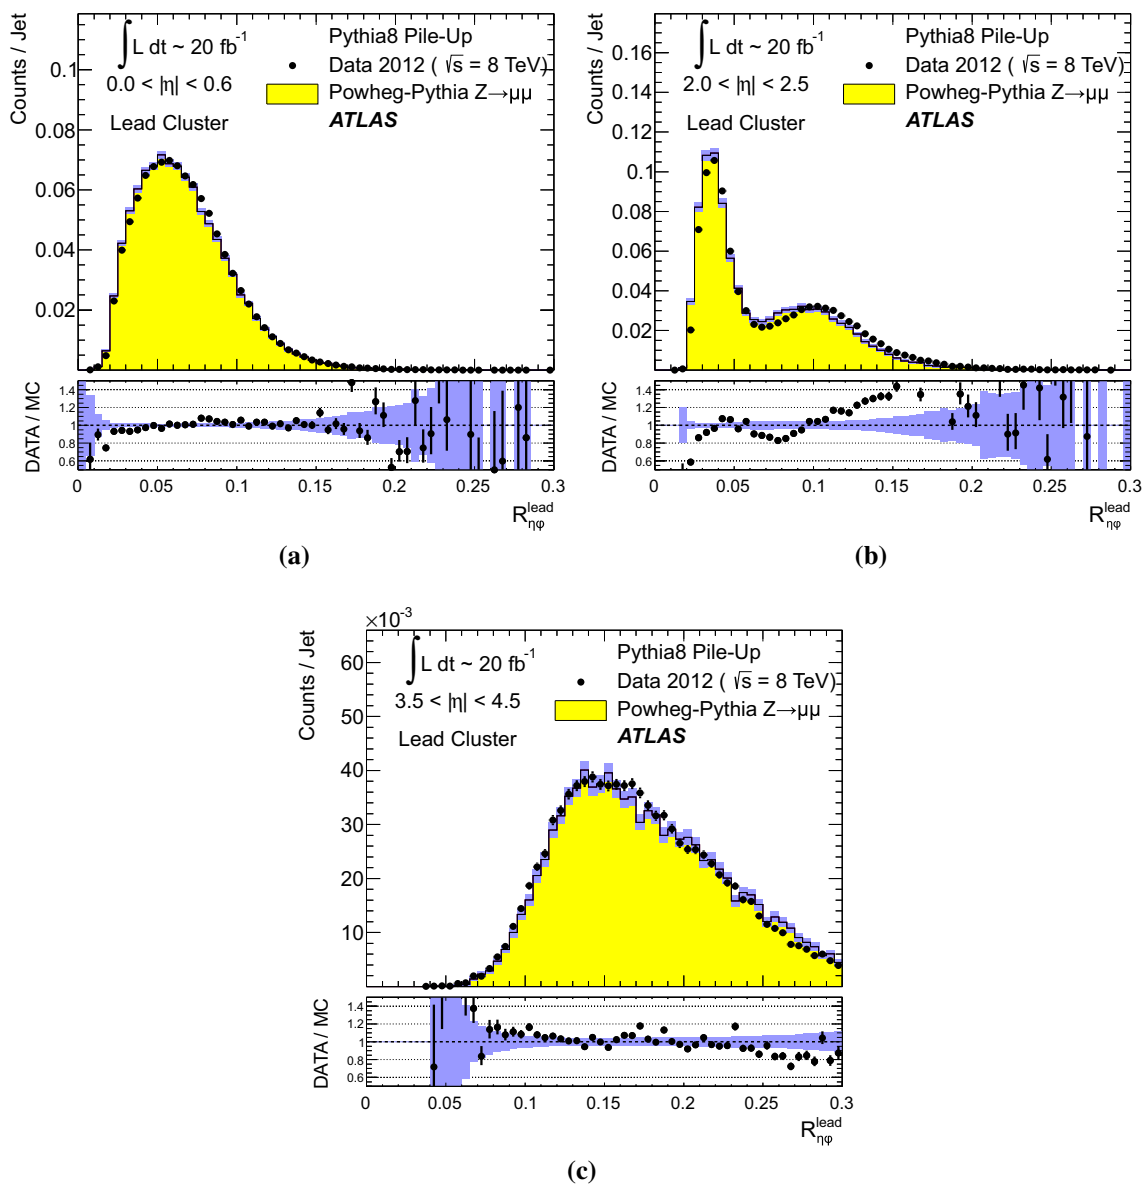 Counts / Jet
∫ L dt ~ 20 fb⁻¹
0.0 < |η| < 0.6
Lead Cluster
Pythia8 Pile-Up
Data 2012 ( √s = 8 TeV)
Powheg-Pythia Z→μμ
ATLAS
0.1
0.08
0.06
0.04
0.02
DATA / MC
1.4
1.2
1
0.8
0.6
0 0.05 0.1 0.15 0.2 0.25 0.3
R_ηφ^lead
(a)
Counts / Jet
∫ L dt ~ 20 fb⁻¹
2.0 < |η| < 2.5
Lead Cluster
Pythia8 Pile-Up
Data 2012 ( √s = 8 TeV)
Powheg-Pythia Z→μμ
ATLAS
0.16
0.14
0.12
0.1
0.08
0.06
0.04
0.02
DATA / MC
1.4
1.2
1
0.8
0.6
0 0.05 0.1 0.15 0.2 0.25 0.3
R_ηφ^lead
(b)
×10⁻³
Counts / Jet
∫ L dt ~ 20 fb⁻¹
3.5 < |η| < 4.5
Lead Cluster
Pythia8 Pile-Up
Data 2012 ( √s = 8 TeV)
Powheg-Pythia Z→μμ
ATLAS
60
50
40
30
20
10
DATA / MC
1.4
1.2
1
0.8
0.6
0 0.05 0.1 0.15 0.2 0.25 0.3
R_ηφ^lead
(c)